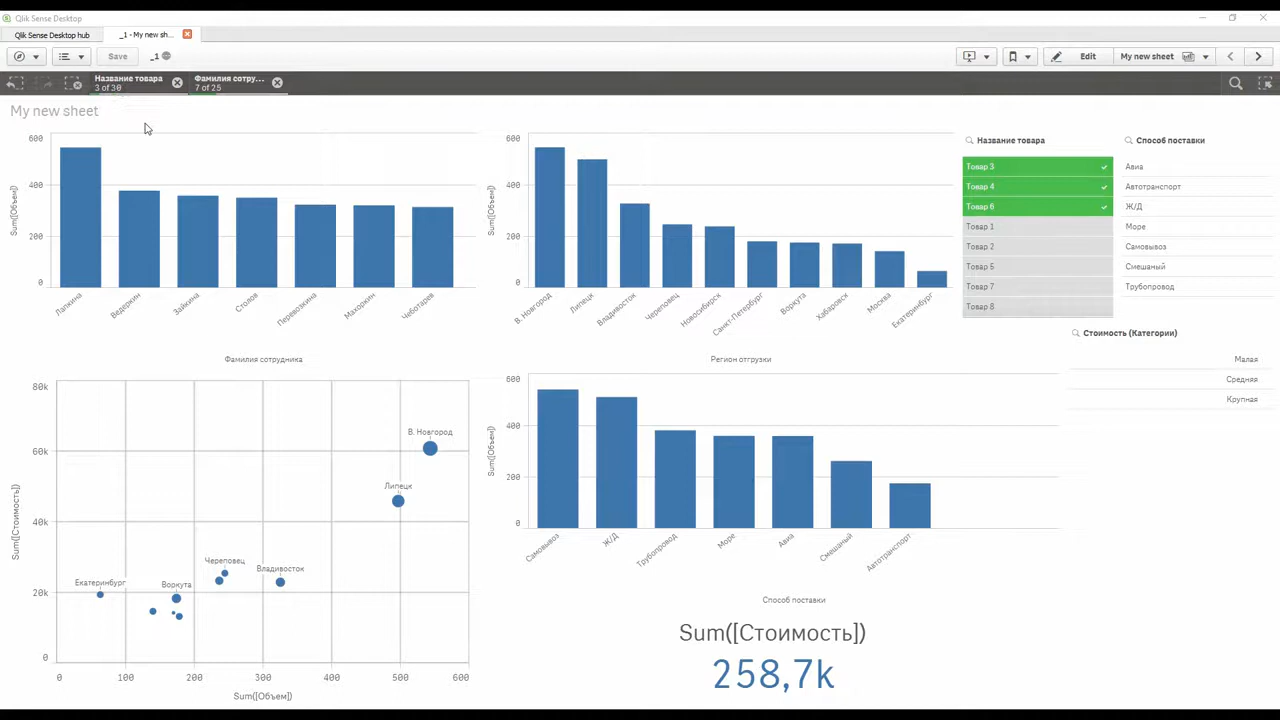 Qlik Sense Desktop
Qlik Sense Desktop hub
_1 - My new sh...
Save
_1
Edit
My new sheet
Название товара
3 of 30
Фамилия сотру...
7 of 25
My new sheet
600
400
200
0
Sum([Объем])
Лапкина
Ведеркин
Зайкина
Столов
Перевозкина
Махоркин
Чеботарев
Фамилия сотрудника
600
400
200
0
Sum([Объем])
В. Новгород
Липецк
Владивосток
Череповец
Новосибирск
Санкт-Петербург
Воркута
Хабаровск
Москва
Екатеринбург
Регион отгрузки
Название товара
Товар 3
Товар 4
Товар 6
Товар 1
Товар 2
Товар 5
Товар 7
Товар 8
Способ поставки
Авиа
Автотранспорт
Ж/Д
Море
Самовывоз
Смешаный
Трубопровод
Стоимость (Категории)
Малая
Средняя
Крупная
80k
60k
40k
20k
0
Sum([Стоимость])
В. Новгород
Липецк
Череповец
Владивосток
Екатеринбург
Воркута
0
100
200
300
400
500
600
Sum([Объем])
600
400
200
0
Sum([Объем])
Самовывоз
Ж/Д
Трубопровод
Море
Авиа
Смешаный
Автотранспорт
Способ поставки
Sum([Стоимость])
258,7k